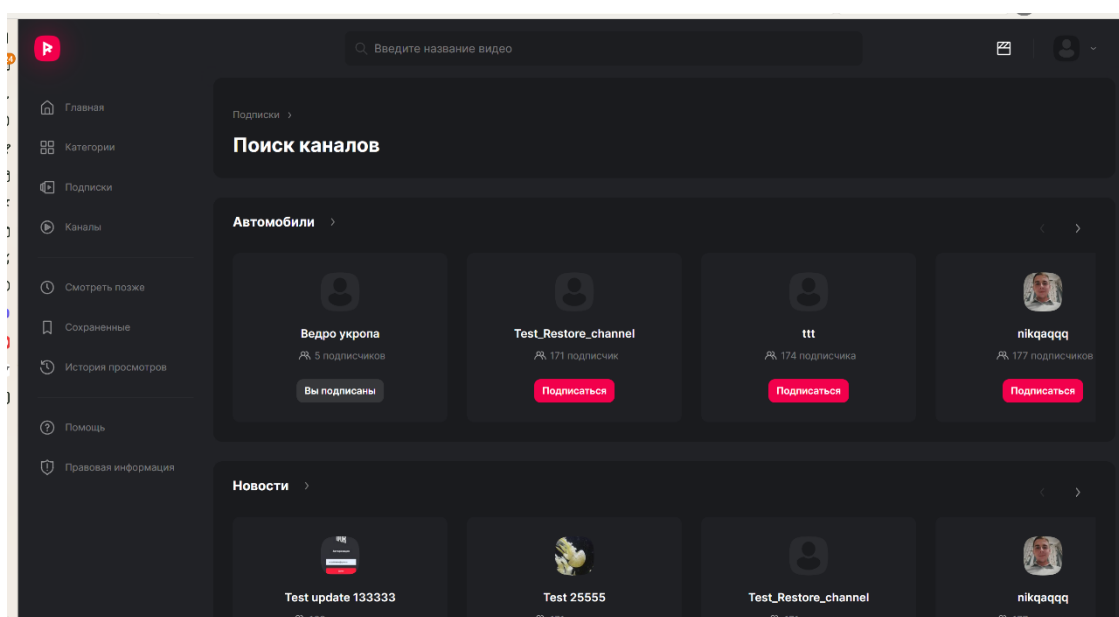 Введите название видео
Главная
Категории
Подписки
Каналы
Смотреть позже
Сохраненные
История просмотров
Помощь
Правовая информация
Подписки
Поиск каналов
Автомобили
Ведро укропа
5 подписчиков
Вы подписаны
Test_Restore_channel
171 подписчик
Подписаться
ttt
174 подписчика
Подписаться
nikqaqqq
177 подписчиков
Подписаться
Новости
Test update 133333
Test 25555
Test_Restore_channel
nikqaqqq